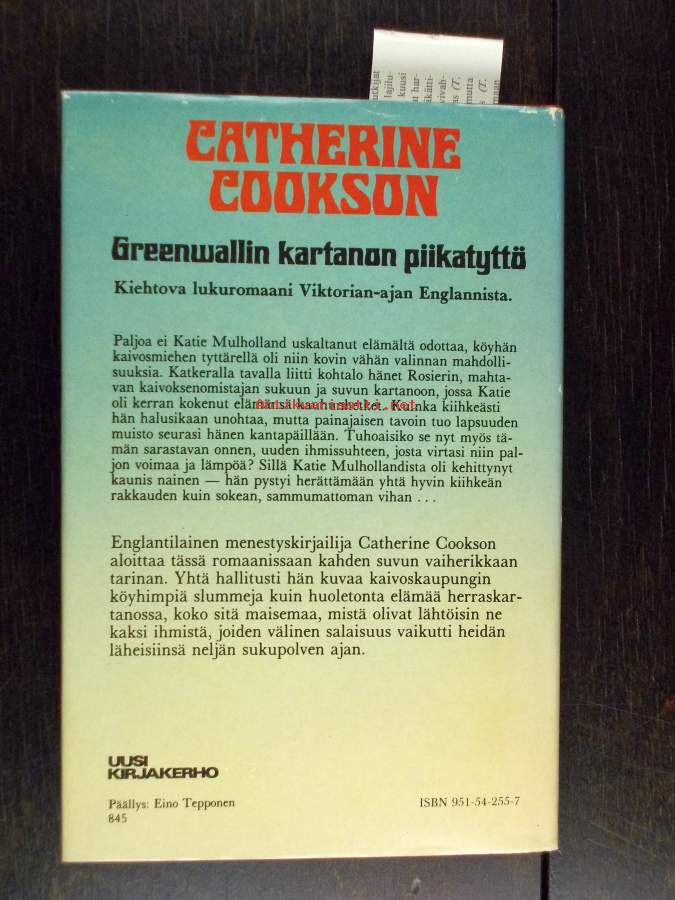 CATHERINE
COOKSON
Greenwallin kartanon piikatyttö
Kiehtova lukuromaani Viktorian-ajan Englannista.
Paljoa ei Katie Mulholland uskaltanut elämältä odottaa, köyhän
kaivosmiehen tyttärellä oli niin kovin vähän valinnan mahdolli-
suuksia. Katkeralla tavalla liitti kohtalo hänet Rosierin, mahta-
van kaivoksenomistajan sukuun ja suvun kartanoon, jossa Katie
oli kerran kokenut elämänsä kauhunhetket. Kuinka kiihkeästi
hän halusikaan unohtaa, mutta painajaisen tavoin tuo lapsuuden
muisto seurasi hänen kantapäillään. Tuhoaisiko se nyt myös tä-
män sarastavan onnen, uuden ihmissuhteen, josta virtasi niin pal-
jon voimaa ja lämpöä? Sillä Katie Mulhollandista oli kehittynyt
kaunis nainen — hän pystyi herättämään yhtä hyvin kiihkeän
rakkauden kuin sokean, sammumattoman vihan . . .
Englantilainen menestyskirjailija Catherine Cookson
aloittaa tässä romaanissaan kahden suvun vaiherikkaan
tarinan. Yhtä hallitusti hän kuvaa kaivoskaupungin
köyhimpiä slummeja kuin huoletonta elämää herraskar-
tanossa, koko sitä maisemaa, mistä olivat lähtöisin ne
kaksi ihmistä, joiden välinen salaisuus vaikutti heidän
läheisiinsä neljän sukupolven ajan.
UUSI
KIRJAKERHO
Päällys: Eino Tepponen
845
ISBN 951-54-255-7